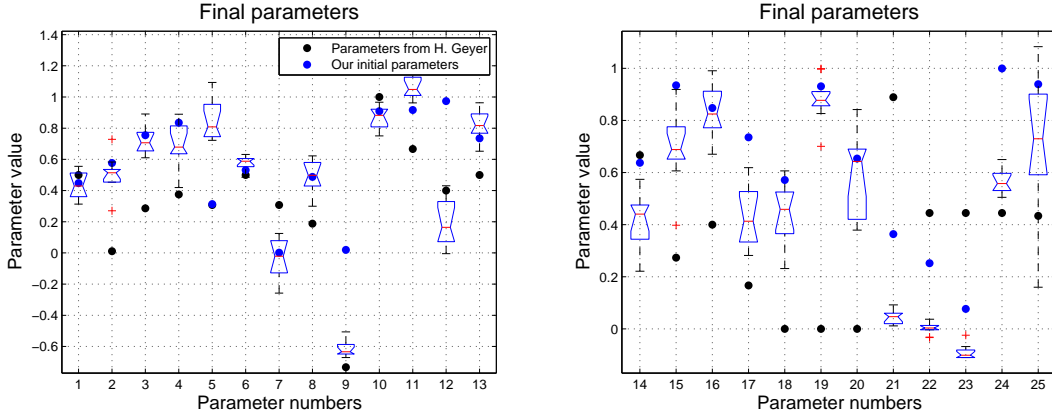 Final parameters
Parameter value
1.4
1.2
1
0.8
0.6
0.4
0.2
0
−0.2
−0.4
−0.6
Parameters from H. Geyer
Our initial parameters
1 2 3 4 5 6 7 8 9 10 11 12 13
Parameter numbers
Final parameters
Parameter value
1
0.8
0.6
0.4
0.2
0
14 15 16 17 18 19 20 21 22 23 24 25
Parameter numbers